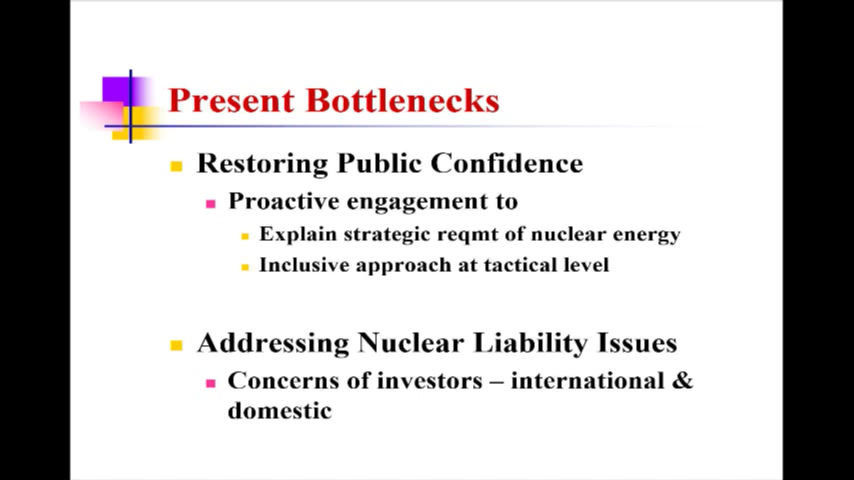 Present Bottlenecks
Restoring Public Confidence
Proactive engagement to
Explain strategic reqmt of nuclear energy
Inclusive approach at tactical level
Addressing Nuclear Liability Issues
Concerns of investors – international &
domestic